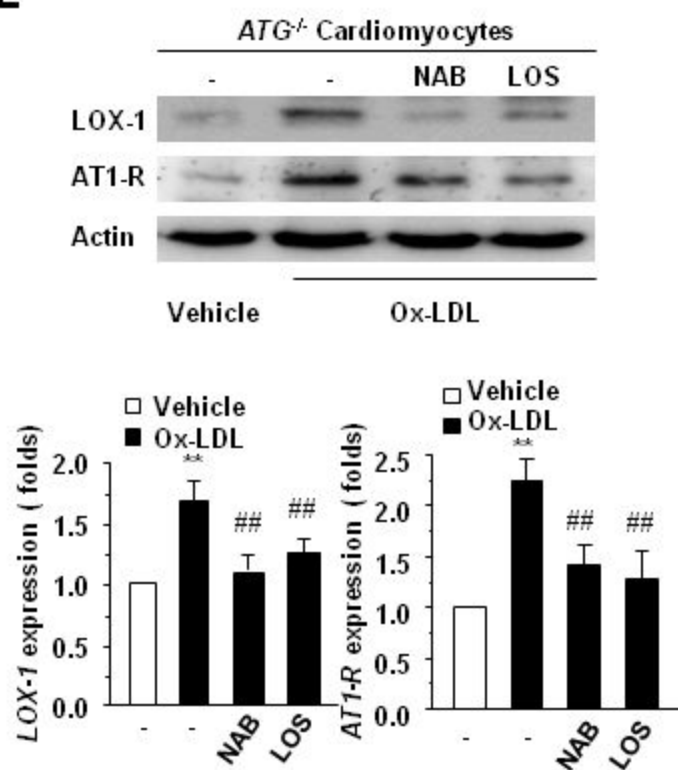 E
ATG-/- Cardiomyocytes
- - NAB LOS
LOX-1
AT1-R
Actin
Vehicle Ox-LDL
Vehicle
Ox-LDL
**
##
##
LOX-1 expression ( folds)
2.0
1.5
1.0
0.5
0.0
- - NAB LOS
Vehicle
Ox-LDL
**
##
##
AT1-R expression ( folds)
2.5
2.0
1.5
1.0
0.5
0.0
- - NAB LOS